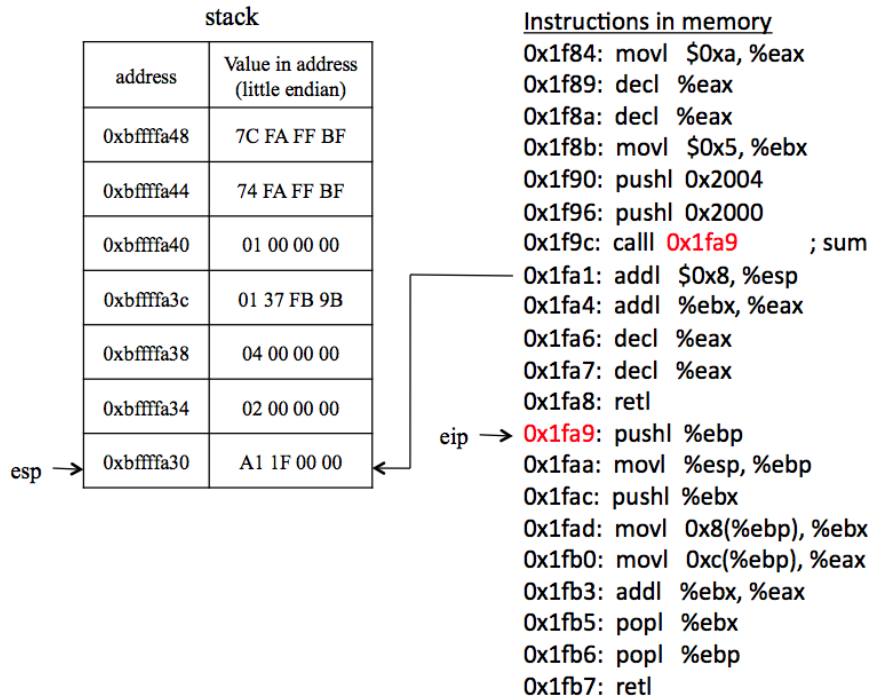 stack
address Value in address
(little endian)
0xbffffa48 7C FA FF BF
0xbffffa44 74 FA FF BF
0xbffffa40 01 00 00 00
0xbffffa3c 01 37 FB 9B
0xbffffa38 04 00 00 00
0xbffffa34 02 00 00 00
esp 0xbffffa30 A1 1F 00 00
Instructions in memory
0x1f84: movl $0xa, %eax
0x1f89: decl %eax
0x1f8a: decl %eax
0x1f8b: movl $0x5, %ebx
0x1f90: pushl 0x2004
0x1f96: pushl 0x2000
0x1f9c: calll 0x1fa9 ; sum
0x1fa1: addl $0x8, %esp
0x1fa4: addl %ebx, %eax
0x1fa6: decl %eax
0x1fa7: decl %eax
0x1fa8: retl
eip 0x1fa9: pushl %ebp
0x1faa: movl %esp, %ebp
0x1fac: pushl %ebx
0x1fad: movl 0x8(%ebp), %ebx
0x1fb0: movl 0xc(%ebp), %eax
0x1fb3: addl %ebx, %eax
0x1fb5: popl %ebx
0x1fb6: popl %ebp
0x1fb7: retl